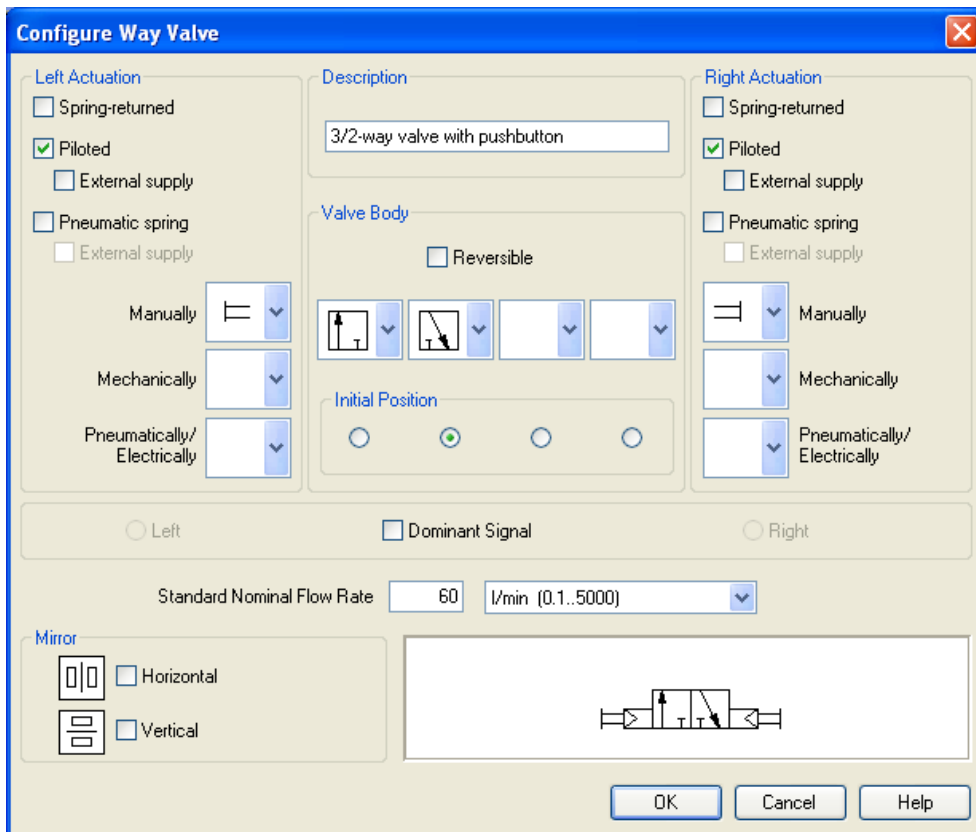 Configure Way Valve
Left Actuation
Spring-returned
Piloted
External supply
Pneumatic spring
External supply
Manually
Mechanically
Pneumatically/
Electrically
Description
3/2-way valve with pushbutton
Valve Body
Reversible
Initial Position
Right Actuation
Spring-returned
Piloted
External supply
Pneumatic spring
External supply
Manually
Mechanically
Pneumatically/
Electrically
Left
Dominant Signal
Right
Standard Nominal Flow Rate 60 l/min (0.1..5000)
Mirror
Horizontal
Vertical
OK
Cancel
Help